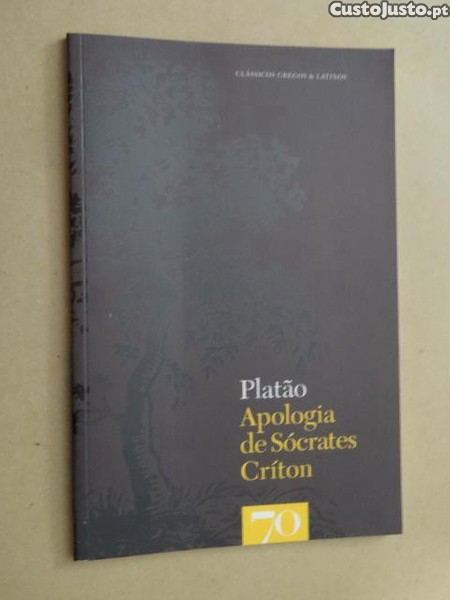 CustoJusto.pt
CLÁSSICOS GREGOS & LATINOS
Platão
Apologia
de Sócrates
Críton
70